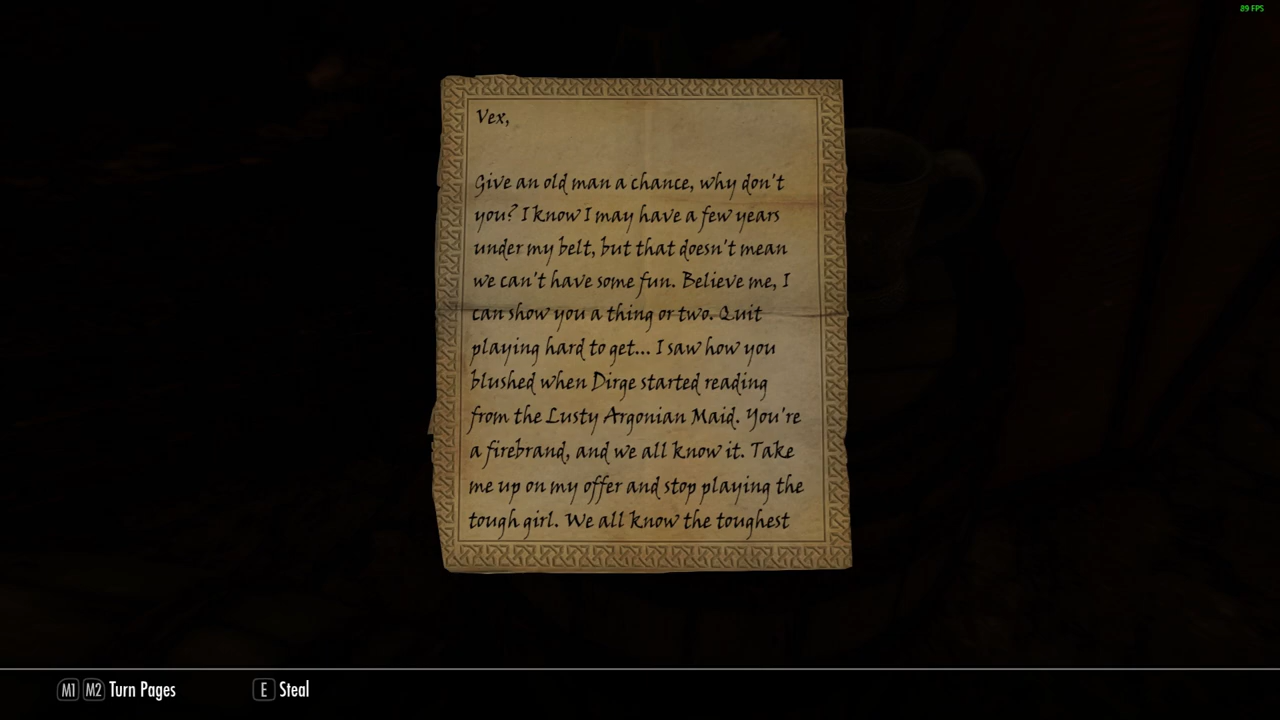 89 FPS
Vex,
Give an old man a chance, why don't
you? I know I may have a few years
under my belt, but that doesn't mean
we can't have some fun. Believe me, I
can show you a thing or two. Quit
playing hard to get... I saw how you
blushed when Dirge started reading
from the Lusty Argonian Maid. You're
a firebrand, and we all know it. Take
me up on my offer and stop playing the
tough girl. We all know the toughest
M1 M2 Turn Pages
E Steal